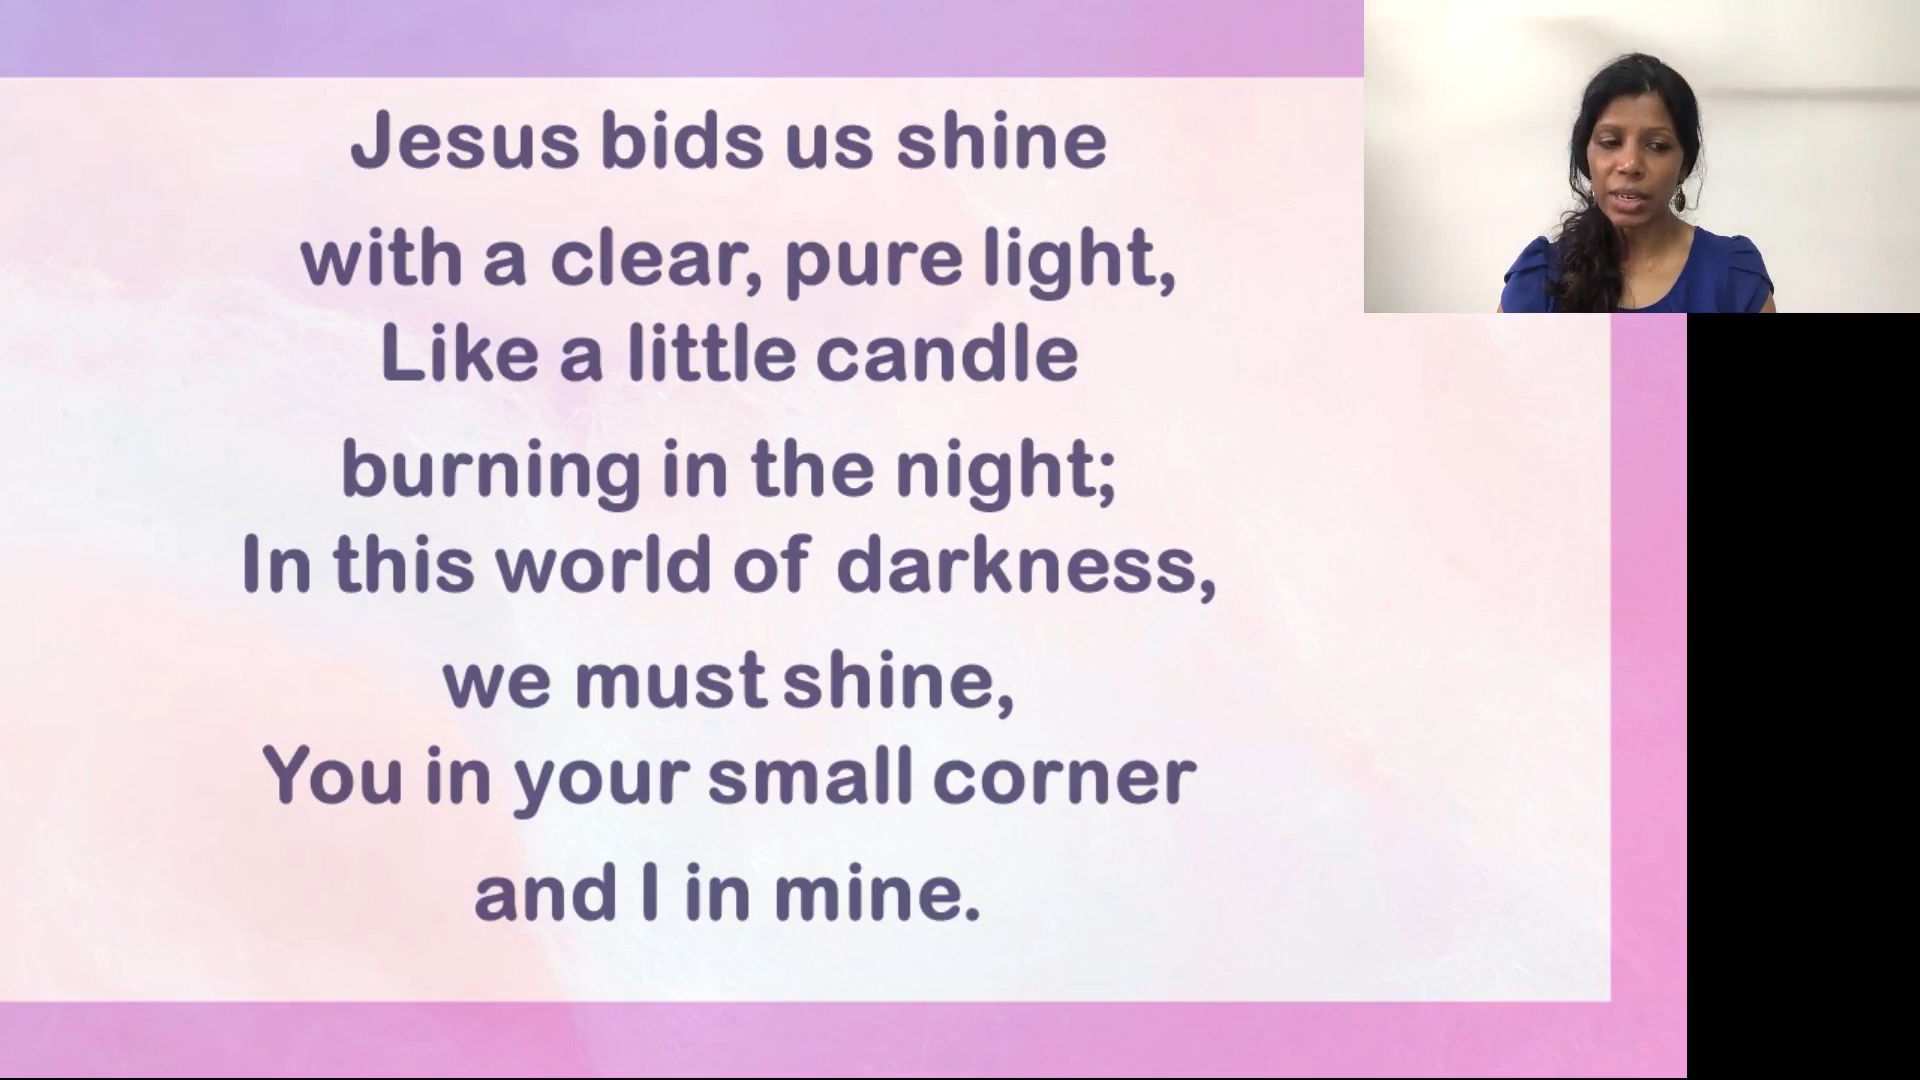 Jesus bids us shine
with a clear, pure light,
Like a little candle
burning in the night;
In this world of darkness,
we must shine,
You in your small corner
and I in mine.